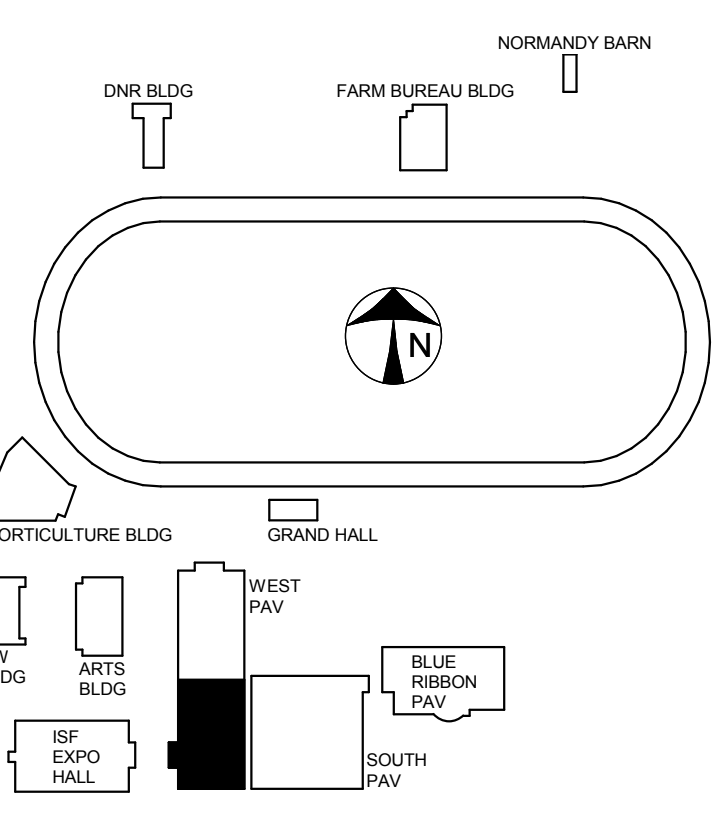 NORMANDY BARN
DNR BLDG
FARM BUREAU BLDG
N
ORTICULTURE BLDG
GRAND HALL
WEST
PAV
W
DG
ARTS
BLDG
BLUE
RIBBON
PAV
ISF
EXPO
HALL
SOUTH
PAV